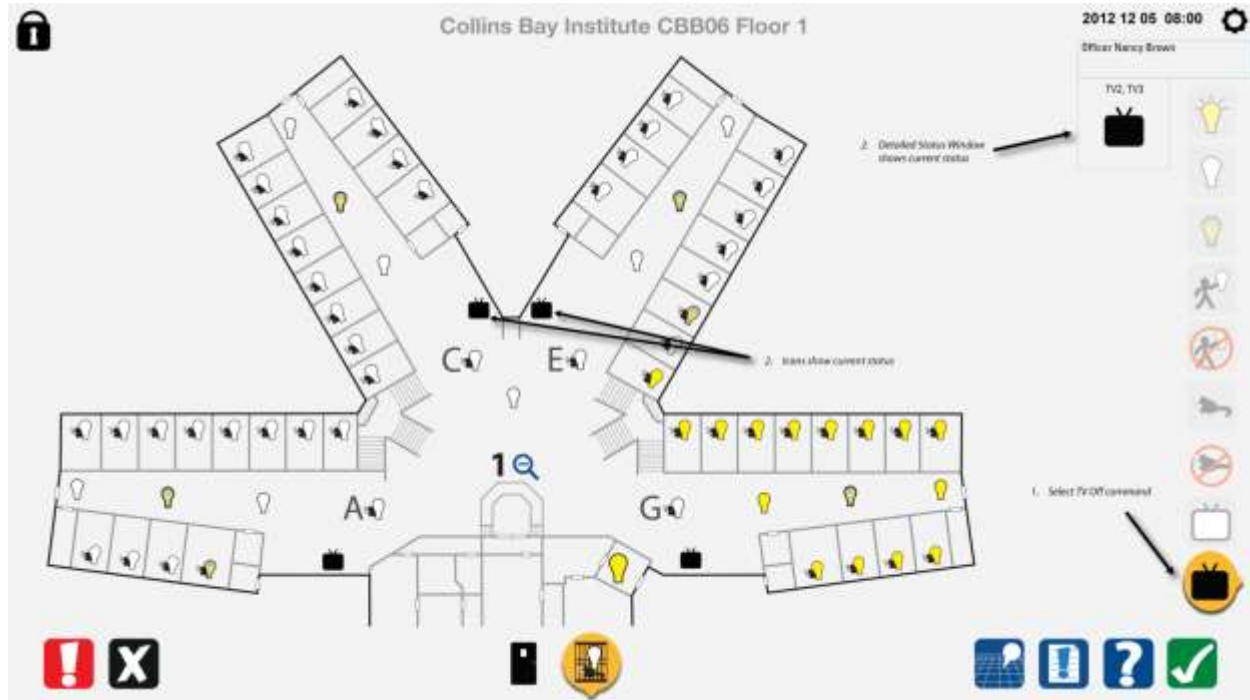 Collins Bay Institute CBB06 Floor 1
2012 12 05 08:00
Officer Nancy Brown
TV2, TV3
2. Detailed Status Window
shows current status
C
E
2. Icons show current status
1
A
G
1. Select TV Off command